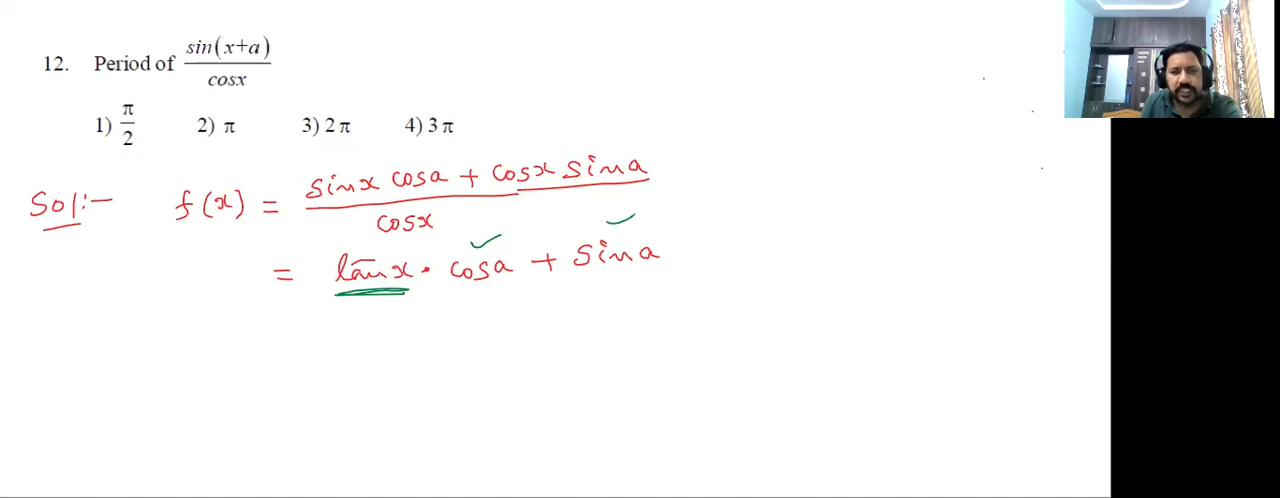 12. Period of sin(x+a)/cosx
1) π/2 2) π 3) 2π 4) 3π
Sol:- f(x) = sinx cosa + cosx sina / cosx
= tanx · cosa + sina